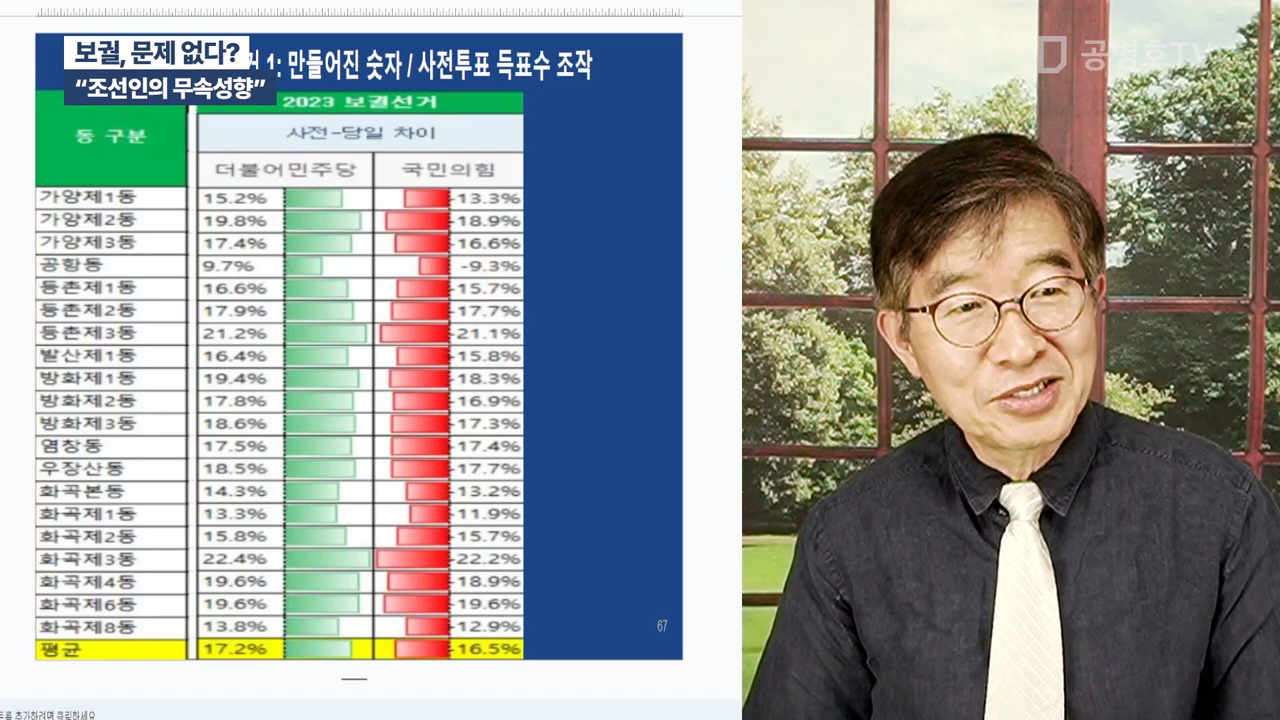 보궐, 문제 없다?
1: 만들어진 숫자 / 사전투표 득표수 조작
“조선인의 무속성향”
공병호TV
동 구분
2023 보궐선거
사전-당일 차이
더불어민주당 국민의힘
가양제1동 15.2% -13.3%
가양제2동 19.8% -18.9%
가양제3동 17.4% -16.6%
공항동 9.7% -9.3%
등촌제1동 16.6% -15.7%
등촌제2동 17.9% -17.7%
등촌제3동 21.2% -21.1%
발산제1동 16.4% -15.8%
방화제1동 19.4% -18.3%
방화제2동 17.8% -16.9%
방화제3동 18.6% -17.3%
염창동 17.5% -17.4%
우장산동 18.5% -17.7%
화곡본동 14.3% -13.2%
화곡제1동 13.3% -11.9%
화곡제2동 15.8% -15.7%
화곡제3동 22.4% -22.2%
화곡제4동 19.6% -18.9%
화곡제6동 19.6% -19.6%
화곡제8동 13.8% -12.9%
평균 17.2% -16.5%
67
추가하려면 클릭하세요